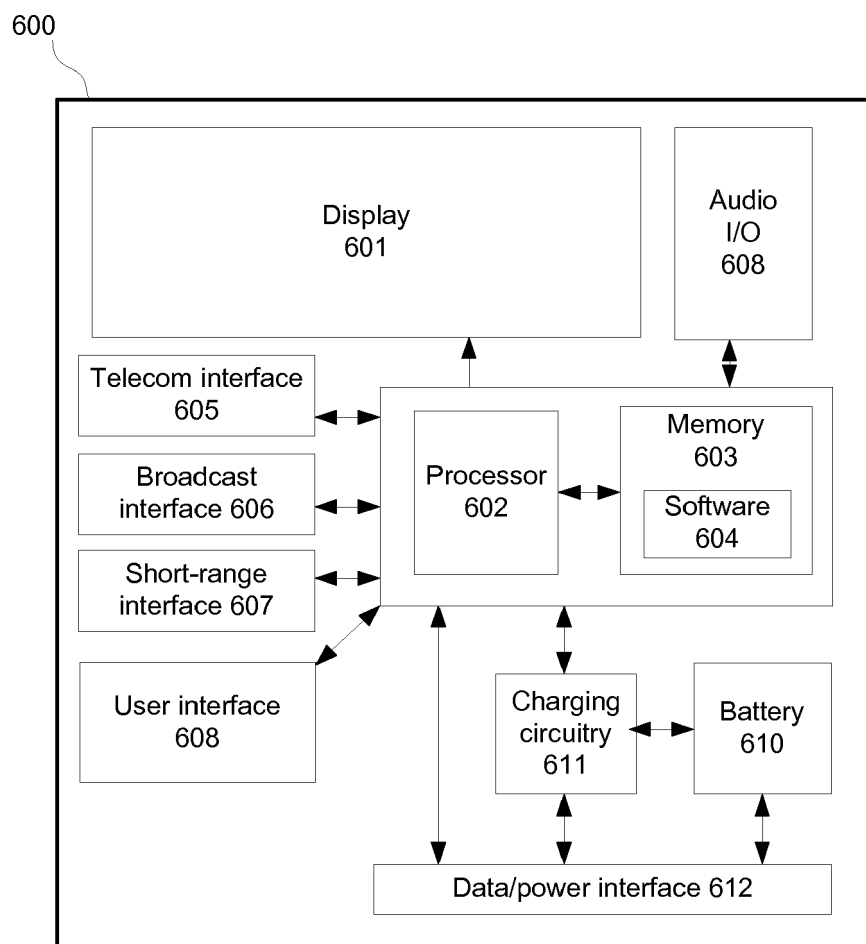 600
Display
601
Audio
I/O
608
Telecom interface
605
Broadcast
interface 606
Short-range
interface 607
User interface
608
Processor
602
Memory
603
Software
604
Charging
circuitry
611
Battery
610
Data/power interface 612